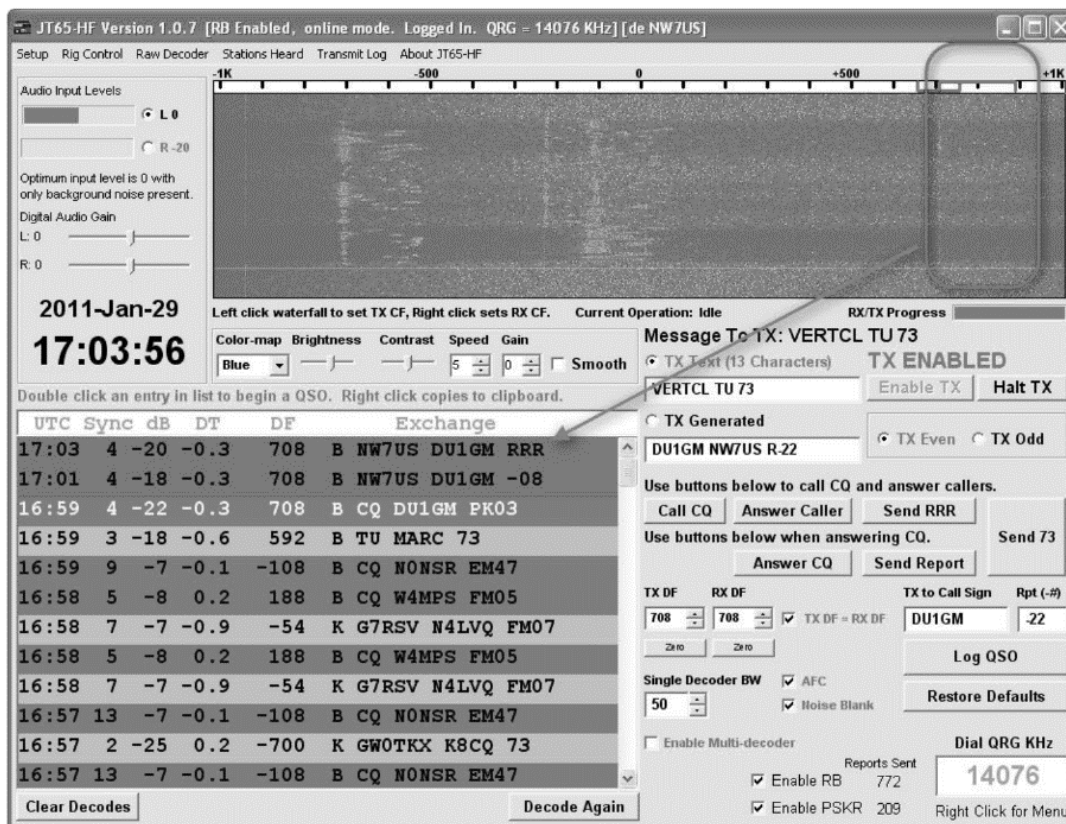 JT65-HF Version 1.0.7 [RB Enabled, online mode. Logged In. QRG = 14076 KHz] [de NW7US]
Setup Rig Control Raw Decoder Stations Heard Transmit Log About JT65-HF
-1K -500 0 +500 +1K
Audio Input Levels
L 0
R -20
Optimum input level is 0 with
only background noise present.
Digital Audio Gain
L: 0
R: 0
2011-Jan-29
17:03:56
Left click waterfall to set TX CF, Right click sets RX CF. Current Operation: Idle RX/TX Progress
Color-map Brightness Contrast Speed Gain
Blue 5 0 Smooth
Message To TX: VERTCL TU 73
TX Text (13 Characters) TX ENABLED
VERTCL TU 73 Enable TX Halt TX
TX Generated TX Even TX Odd
DU1GM NW7US R-22
Double click an entry in list to begin a QSO. Right click copies to clipboard.
UTC Sync dB DT DF Exchange
17:03 4 -20 -0.3 708 B NW7US DU1GM RRR
17:01 4 -18 -0.3 708 B NW7US DU1GM -08
16:59 4 -22 -0.3 708 B CQ DU1GM PK03
16:59 3 -18 -0.6 592 B TU MARC 73
16:59 9 -7 -0.1 -108 B CQ N0NSR EM47
16:58 5 -8 0.2 188 B CQ W4MPS FM05
16:58 7 -7 -0.9 -54 K G7RSV N4LVQ FM07
16:58 5 -8 0.2 188 B CQ W4MPS FM05
16:58 7 -7 -0.9 -54 K G7RSV N4LVQ FM07
16:57 13 -7 -0.1 -108 B CQ N0NSR EM47
16:57 2 -25 0.2 -700 K GW0TKX K8CQ 73
16:57 13 -7 -0.1 -108 B CQ N0NSR EM47
Clear Decodes Decode Again
Use buttons below to call CQ and answer callers.
Call CQ Answer Caller Send RRR
Use buttons below when answering CQ. Send 73
Answer CQ Send Report
TX DF RX DF TX to Call Sign Rpt (-#)
708 708 TX DF = RX DF DU1GM -22
Zero Zero
Log QSO
Single Decoder BW AFC
50 Noise Blank Restore Defaults
Enable Multi-decoder Dial QRG KHz
Reports Sent
Enable RB 772 14076
Enable PSKR 209 Right Click for Menu